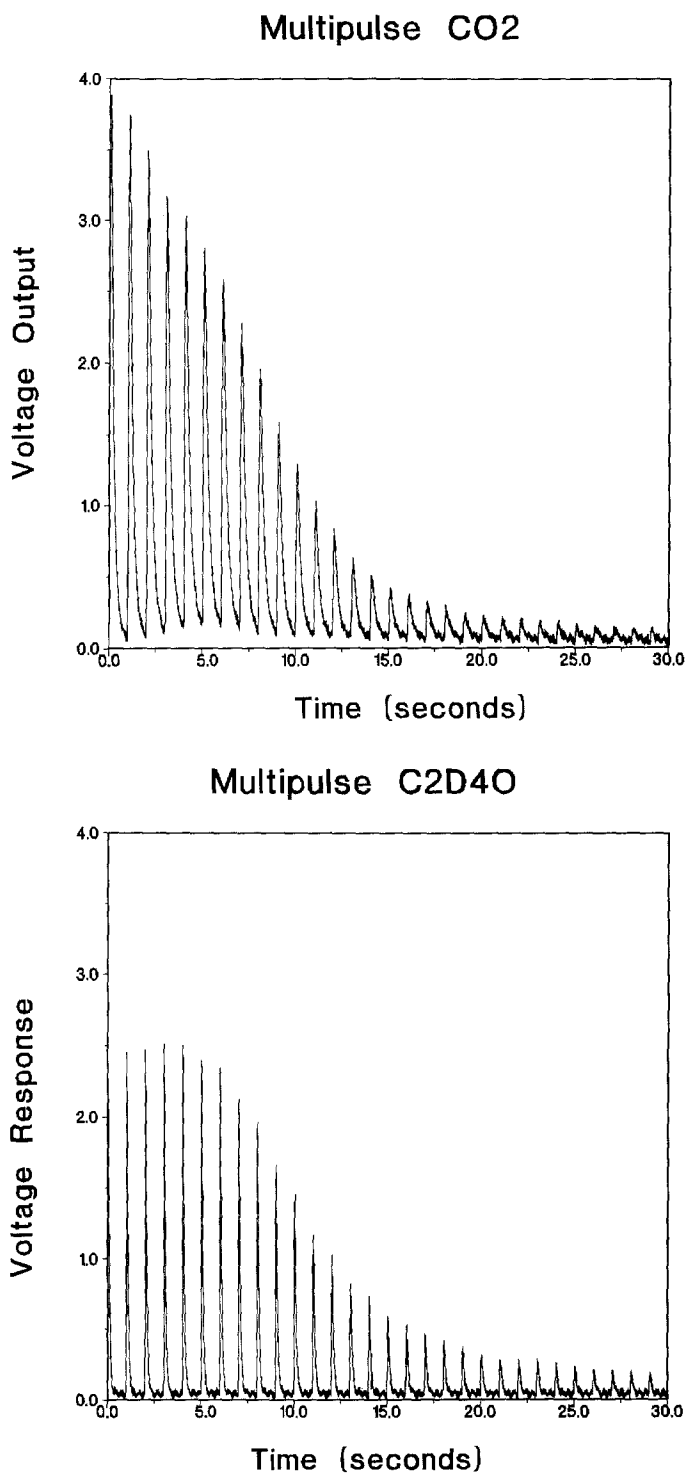 Multipulse CO2
4.0
3.0
2.0
1.0
0.0
Voltage Output
0.0 5.0 10.0 15.0 20.0 25.0 30.0
Time (seconds)
Multipulse C2D4O
4.0
3.0
2.0
1.0
0.0
Voltage Response
0.0 5.0 10.0 15.0 20.0 25.0 30.0
Time (seconds)